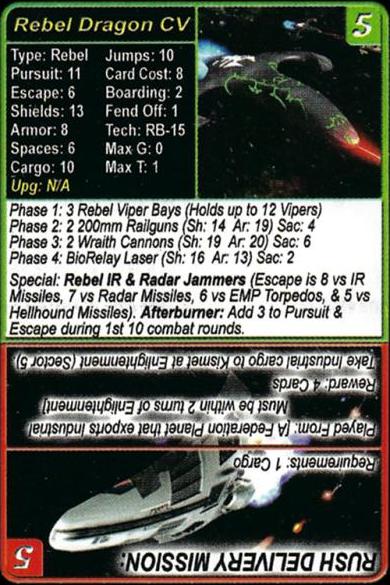 Rebel Dragon CV
5
Type: Rebel Jumps: 10
Pursuit: 11 Card Cost: 8
Escape: 6 Boarding: 2
Shields: 13 Fend Off: 1
Armor: 8 Tech: RB-15
Spaces: 6 Max G: 0
Cargo: 10 Max T: 1
Upg: N/A
Phase 1: 3 Rebel Viper Bays (Holds up to 12 Vipers)
Phase 2: 2 200mm Railguns (Sh: 14 Ar: 19) Sac: 4
Phase 3: 2 Wraith Cannons (Sh: 19 Ar: 20) Sac: 6
Phase 4: BioRelay Laser (Sh: 16 Ar: 13) Sac: 2
Special: Rebel IR & Radar Jammers (Escape is 8 vs IR
Missiles, 7 vs Radar Missiles, 6 vs EMP Torpedos, & 5 vs
Hellhound Missiles). Afterburner: Add 3 to Pursuit &
Escape during 1st 10 combat rounds.
RUSH DELIVERY MISSION:
5
Requirements: 1 Cargo
Played From: [A Federation Planet that exports Industrial
Must be within 2 turns of Enlightenment]
Reward: 4 Cards
Take Industrial cargo to Kismet at Enlightenment (Sector 5)